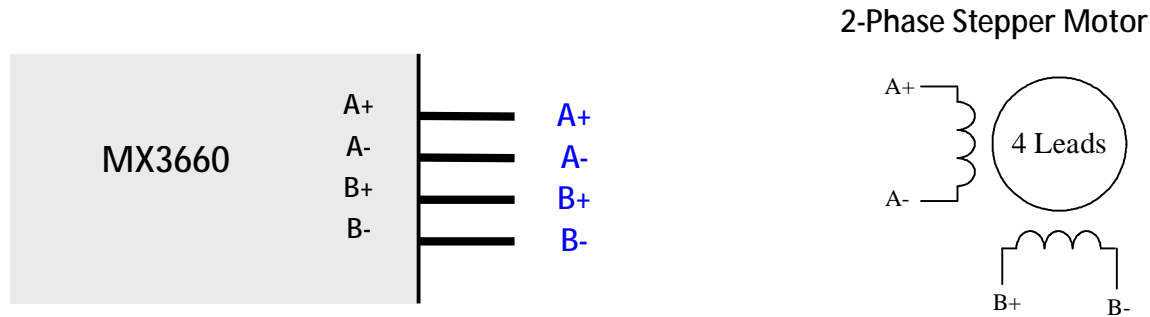 2-Phase Stepper Motor
MX3660
A+
A-
B+
B-
A+
A-
B+
B-
A+
A-
4 Leads
B+
B-